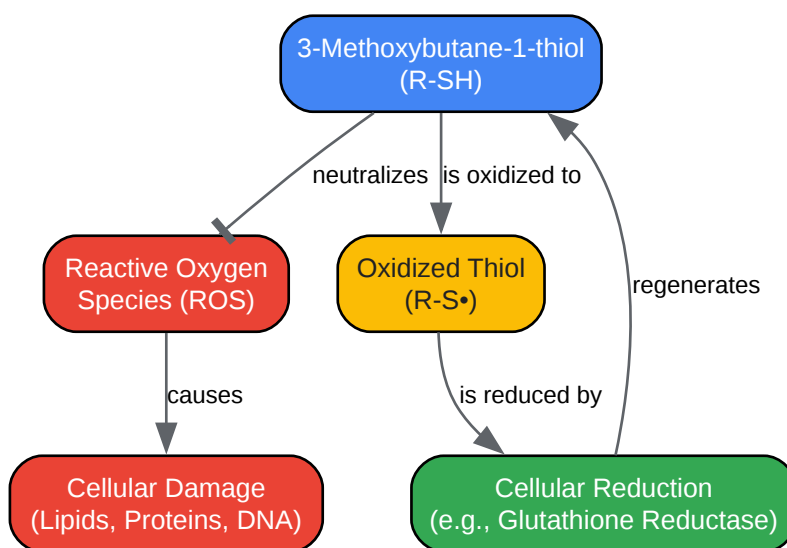 3-Methoxybutane-1-thiol
(R-SH)
neutralizes
is oxidized to
Reactive Oxygen
Species (ROS)
Oxidized Thiol
(R-S•)
regenerates
causes
is reduced by
Cellular Damage
(Lipids, Proteins, DNA)
Cellular Reduction
(e.g., Glutathione Reductase)